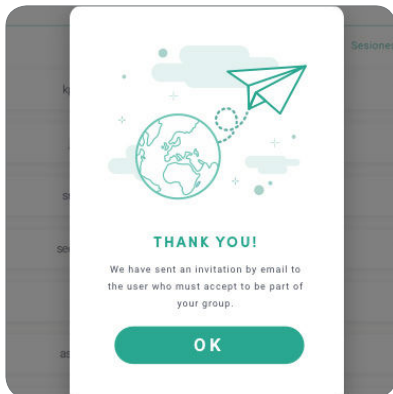 Sesiones
THANK YOU!
We have sent an invitation by email to
the user who must accept to be part of
your group.
OK